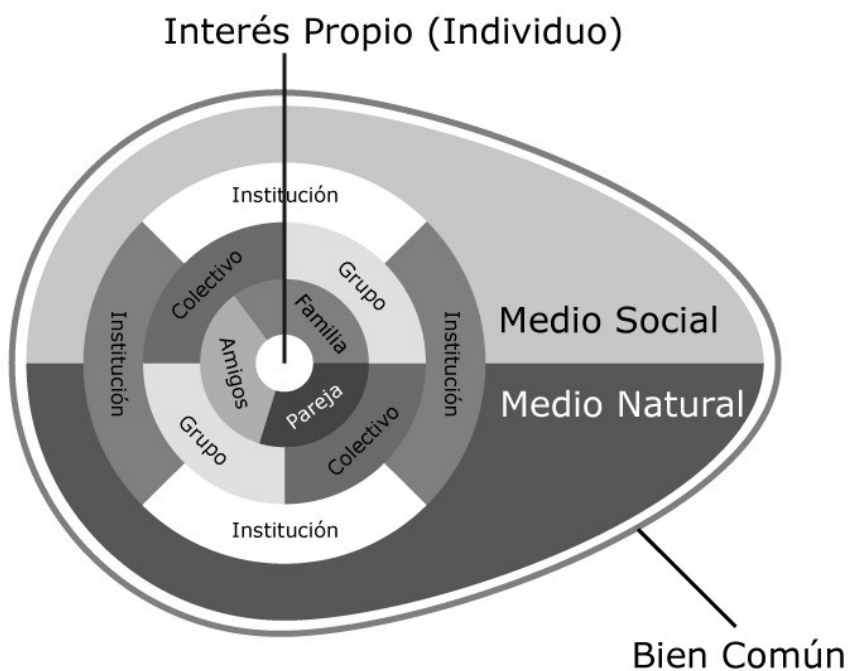 Interés Propio (Individuo)
Institución
Colectivo
Grupo
Familia
Institución
Amigos
Institución
Medio Social
Pareja
Medio Natural
Grupo
Colectivo
Institución
Bien Común